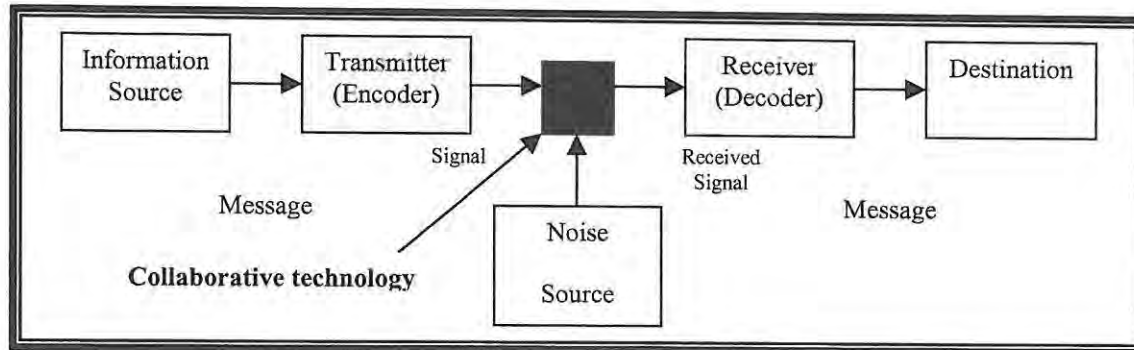 Information
Source
Transmitter
(Encoder)
Receiver
(Decoder)
Destination
Signal
Received
Signal
Message
Message
Noise
Source
Collaborative technology